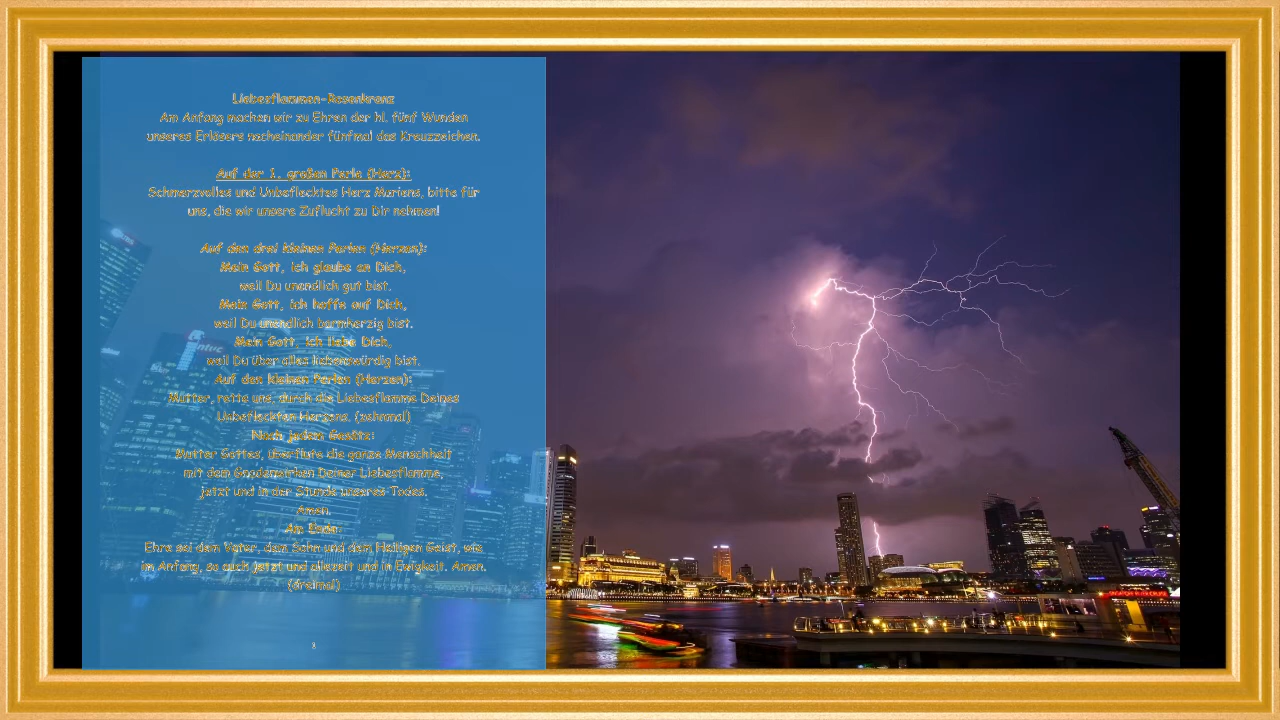 Liebesflammen-Rosenkranz
Am Anfang machen wir zu Ehren der hl. fünf Wunden
unseres Erlösers nacheinander fünfmal das Kreuzzeichen.
Auf der 1. großen Perle (Herz):
Schmerzvolles und Unbeflecktes Herz Mariens, bitte für
uns, die wir unsere Zuflucht zu Dir nehmen!
Auf den drei kleinen Perlen (Herzen):
Mein Gott, ich glaube an Dich,
weil Du unendlich gut bist.
Mein Gott, ich hoffe auf Dich,
weil Du unendlich barmherzig bist.
Mein Gott, ich liebe Dich,
weil Du über alles liebenswürdig bist.
Auf den kleinen Perlen (Herzen):
Mutter, rette uns, durch die Liebesflamme Deines
Unbefleckten Herzens. (zehnmal)
Nach jedem Gesätz:
Mutter Gottes, überflute die ganze Menschheit
mit dem Gnadenwirken Deiner Liebesflamme,
jetzt und in der Stunde unseres Todes.
Amen.
Am Ende:
Ehre sei dem Vater, dem Sohn und dem Heiligen Geist, wie
im Anfang, so auch jetzt und allezeit und in Ewigkeit. Amen.
(dreimal)